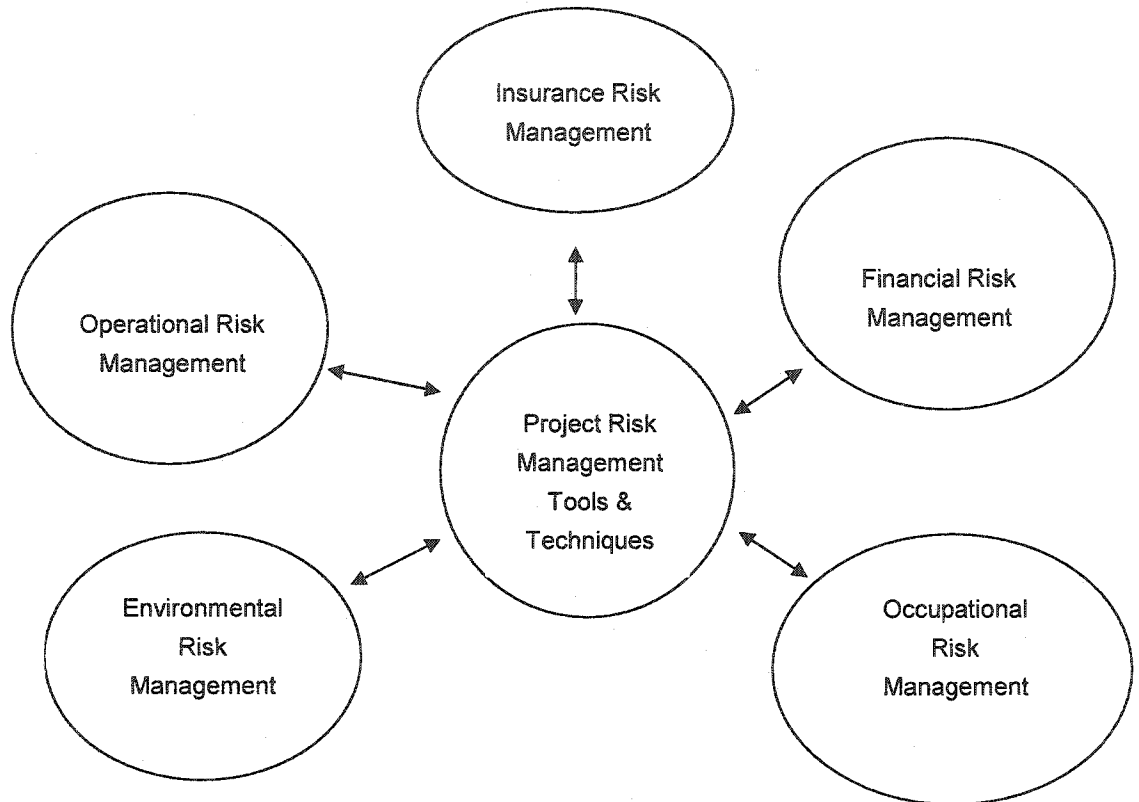 Insurance Risk
Management
Financial Risk
Management
Operational Risk
Management
Project Risk
Management
Tools &
Techniques
Environmental
Risk
Management
Occupational
Risk
Management